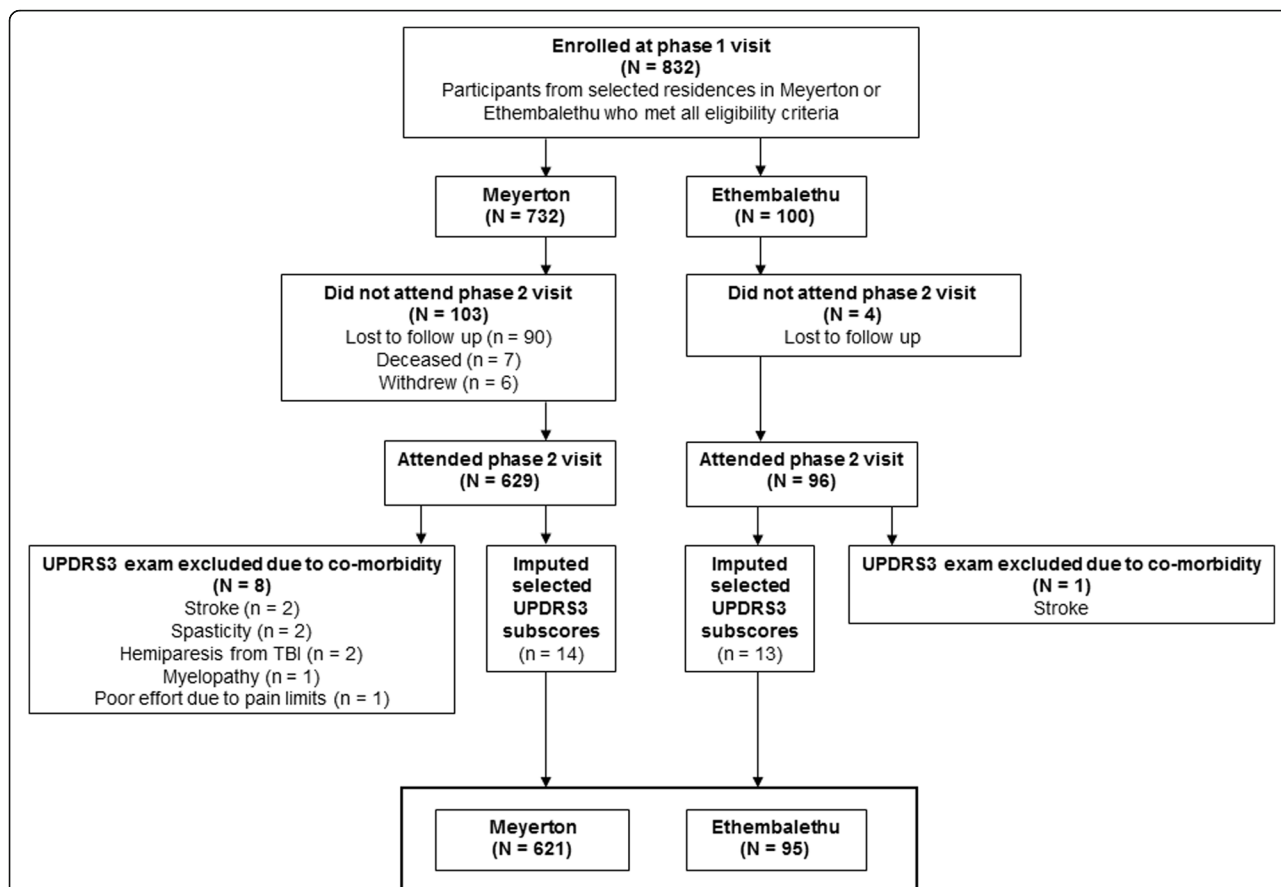 Enrolled at phase 1 visit
(N = 832)
Participants from selected residences in Meyerton or
Ethembalethu who met all eligibility criteria
Meyerton
(N = 732)
Ethembalethu
(N = 100)
Did not attend phase 2 visit
(N = 103)
Lost to follow up (n = 90)
Deceased (n = 7)
Withdrew (n = 6)
Did not attend phase 2 visit
(N = 4)
Lost to follow up
Attended phase 2 visit
(N = 629)
Attended phase 2 visit
(N = 96)
UPDRS3 exam excluded due to co-morbidity
(N = 8)
Stroke (n = 2)
Spasticity (n = 2)
Hemiparesis from TBI (n = 2)
Myelopathy (n = 1)
Poor effort due to pain limits (n = 1)
Imputed
selected
UPDRS3
subscores
(n = 14)
Imputed
selected
UPDRS3
subscores
(n = 13)
UPDRS3 exam excluded due to co-morbidity
(N = 1)
Stroke
Meyerton
(N = 621)
Ethembalethu
(N = 95)